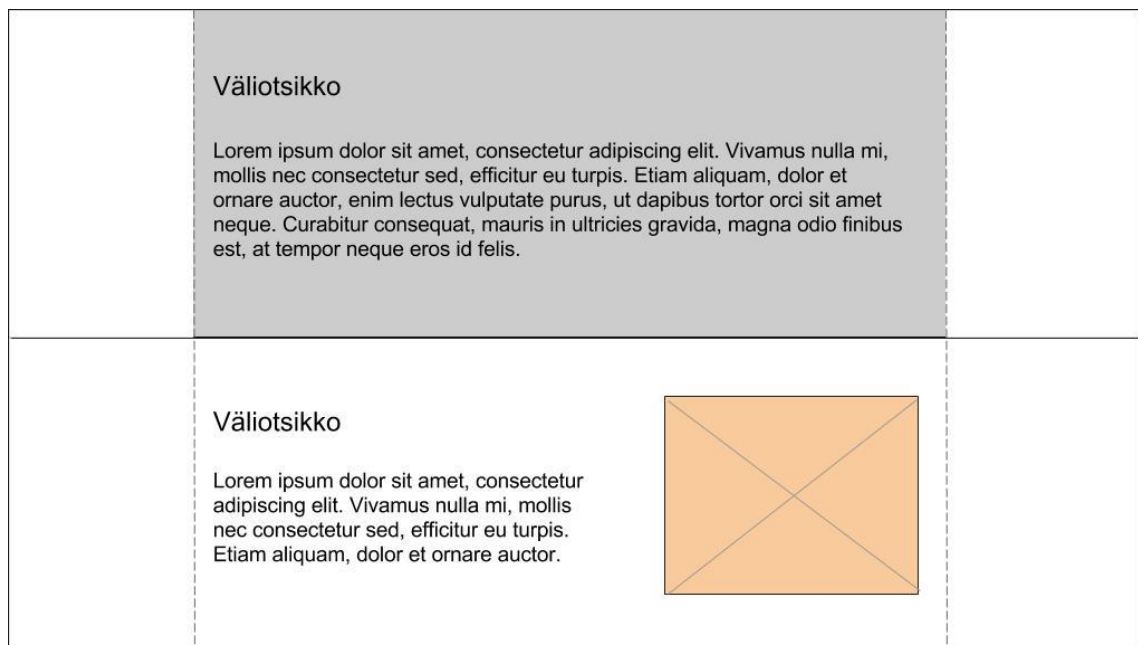 Väliotsikko
Lorem ipsum dolor sit amet, consectetur adipiscing elit. Vivamus nulla mi,
mollis nec consectetur sed, efficitur eu turpis. Etiam aliquam, dolor et
ornare auctor, enim lectus vulputate purus, ut dapibus tortor orci sit amet
neque. Curabitur consequat, mauris in ultricies gravida, magna odio finibus
est, at tempor neque eros id felis.
Väliotsikko
Lorem ipsum dolor sit amet, consectetur
adipiscing elit. Vivamus nulla mi, mollis
nec consectetur sed, efficitur eu turpis.
Etiam aliquam, dolor et ornare auctor.